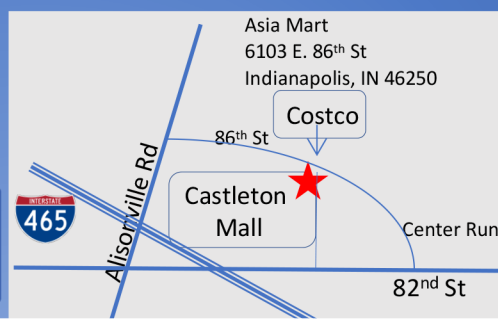 Asia Mart
6103 E. 86th St
Indianapolis, IN 46250
Costco
86th St
Alisonville Rd
INTERSTATE
465
Castleton
Mall
Center Run
82nd St